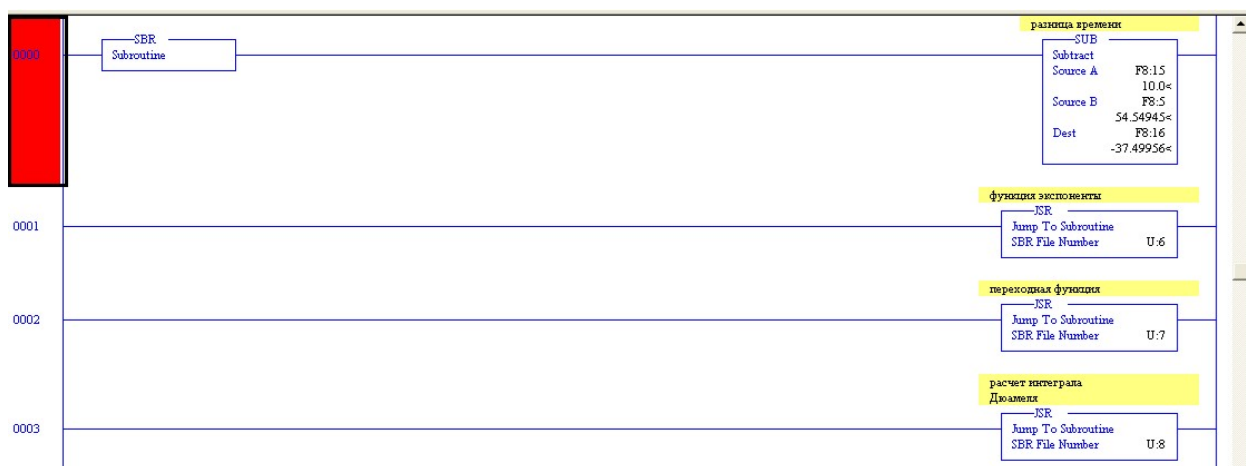 разница времени
0000
SBR
Subroutine
SUB
Subtract
Source A F8:15
10.0<
Source B F8:5
54.54945<
Dest F8:16
-37.49956<
функция экспоненты
0001
JSR
Jump To Subroutine
SBR File Number U:6
переходная функция
0002
JSR
Jump To Subroutine
SBR File Number U:7
расчет интеграла
Дюамеля
0003
JSR
Jump To Subroutine
SBR File Number U:8